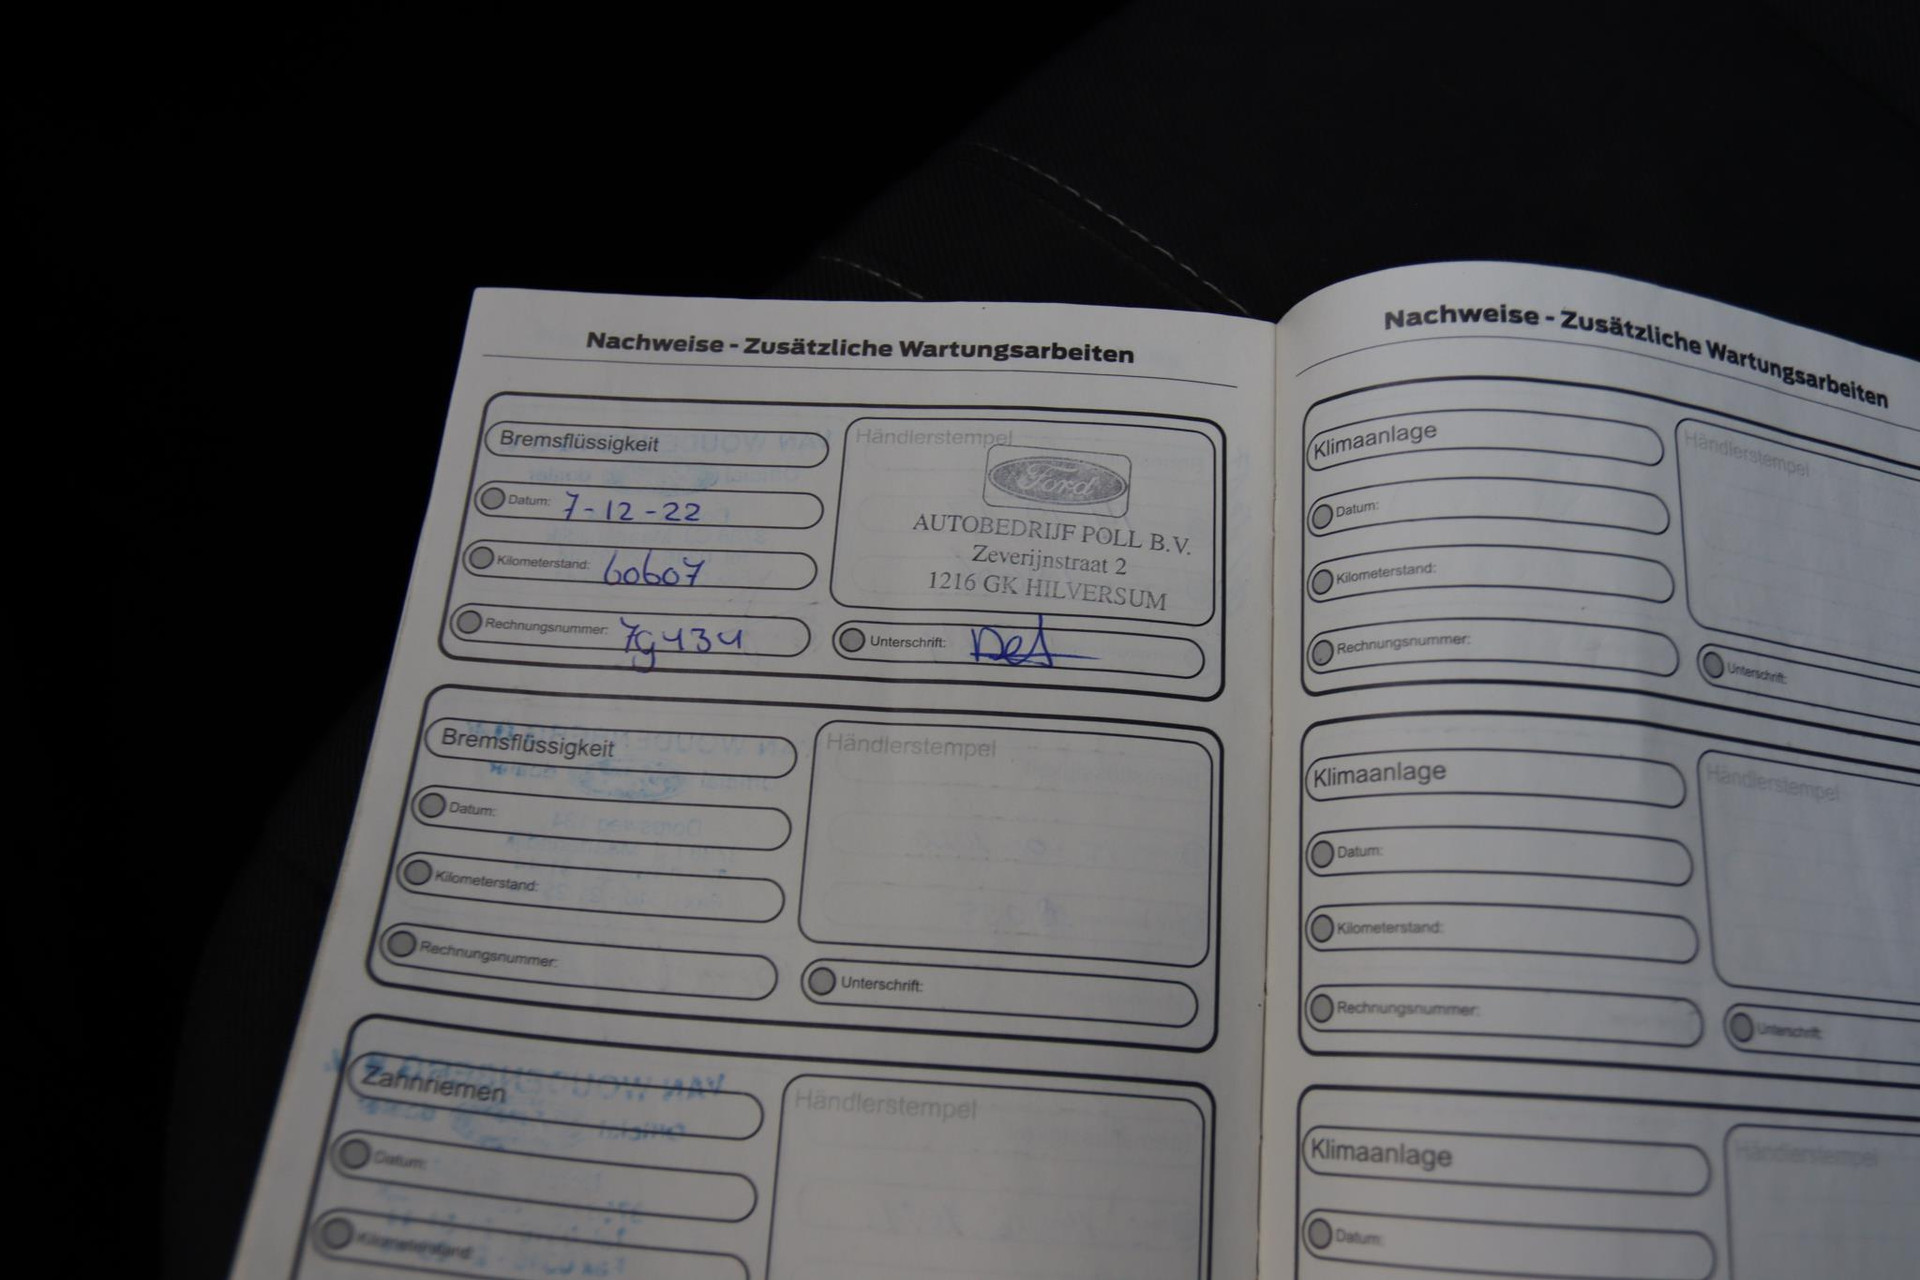 Nachweise - Zusätzliche Wartungsarbeiten
Bremsflüssigkeit
Datum: 7-12-22
Kilometerstand: 60607
Rechnungsnummer:
Händlerstempel
Ford
AUTOBEDRIJF POLL B.V.
Zeverijnstraat 2
1216 GK HILVERSUM
Unterschrift:
Bremsflüssigkeit
Datum:
Kilometerstand:
Rechnungsnummer:
Händlerstempel
Unterschrift:
Zahnriemen
Datum:
Kilometerstand:
Händlerstempel
Nachweise - Zusätzliche Wartungsarbeiten
Klimaanlage
Datum:
Kilometerstand:
Rechnungsnummer:
Händlerstempel
Unterschrift:
Klimaanlage
Datum:
Kilometerstand:
Rechnungsnummer:
Händlerstempel
Unterschrift:
Klimaanlage
Datum:
Händlerstempel